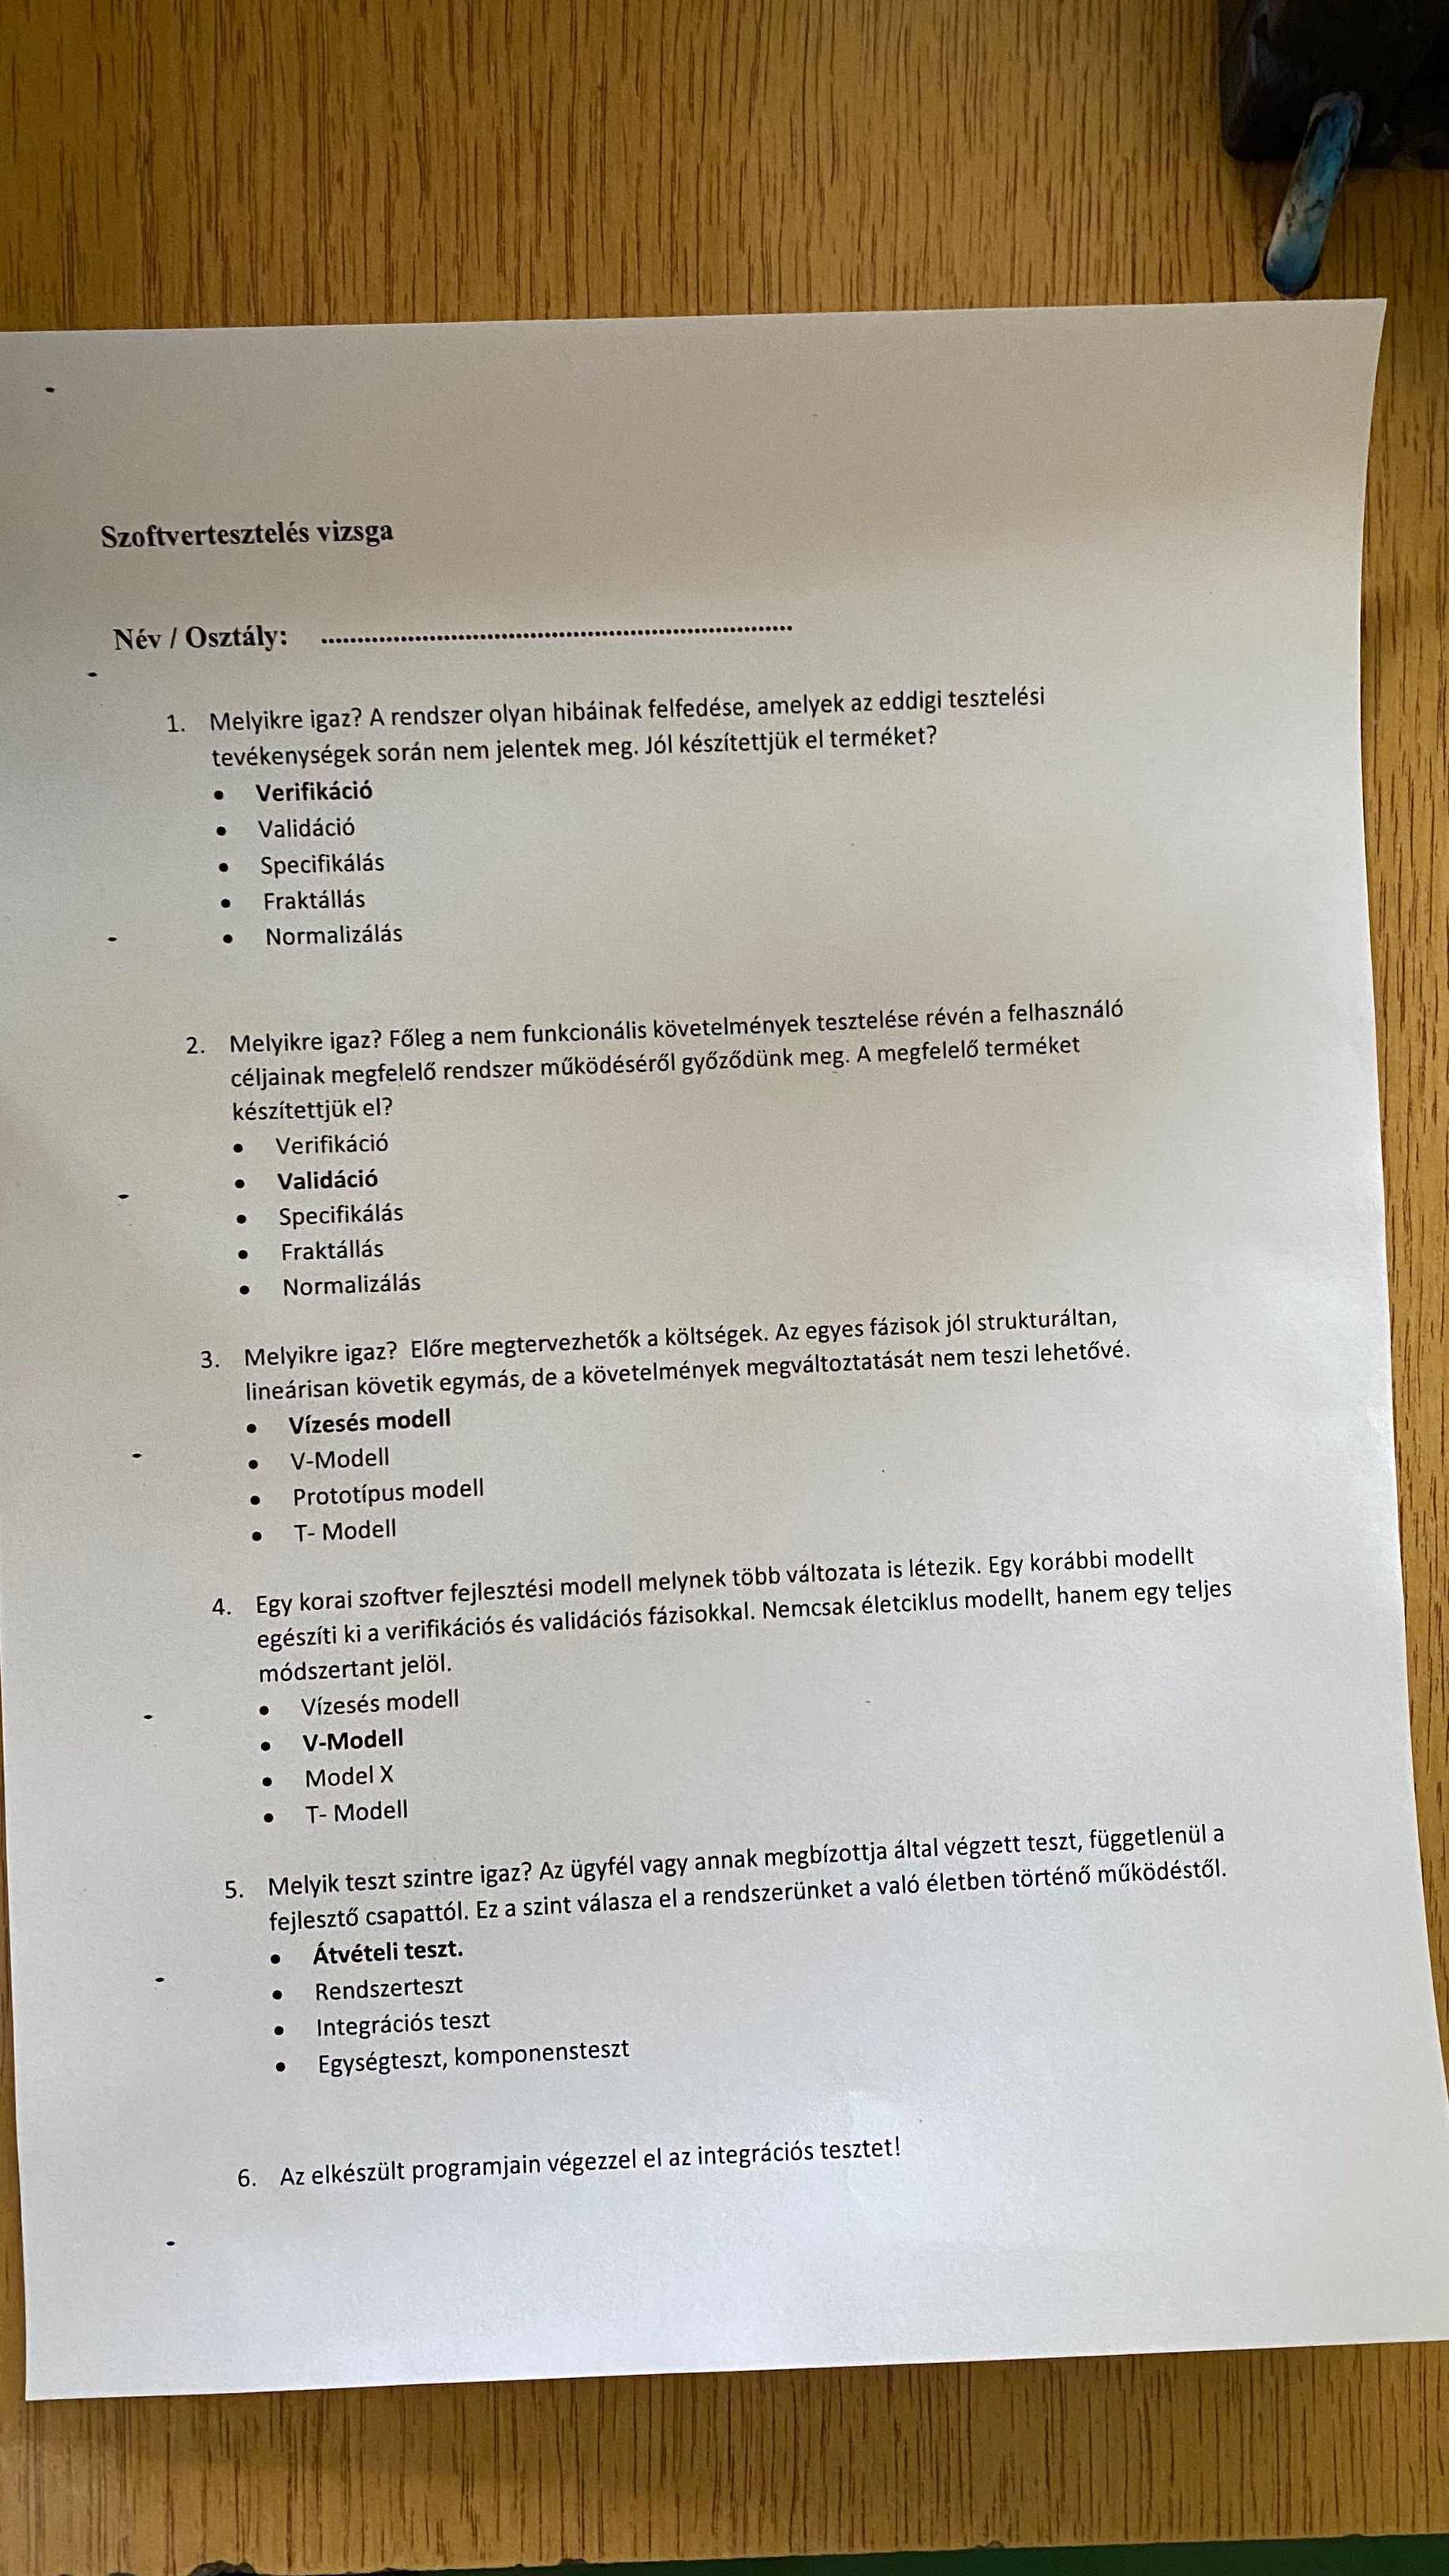 Szoftvertesztelés vizsga
Név / Osztály: ..................................................................
1. Melyikre igaz? A rendszer olyan hibáinak felfedése, amelyek az eddigi tesztelési
tevékenységek során nem jelentek meg. Jól készítettjük el terméket?
• Verifikáció
• Validáció
• Specifikálás
• Fraktállás
• Normalizálás
2. Melyikre igaz? Főleg a nem funkcionális követelmények tesztelése révén a felhasználó
céljainak megfelelő rendszer működéséről győződünk meg. A megfelelő terméket
készítettjük el?
• Verifikáció
• Validáció
• Specifikálás
• Fraktállás
• Normalizálás
3. Melyikre igaz? Előre megtervezhetők a költségek. Az egyes fázisok jól strukturáltan,
lineárisan követik egymás, de a követelmények megváltoztatását nem teszi lehetővé.
• Vízesés modell
• V-Modell
• Prototípus modell
• T- Modell
4. Egy korai szoftver fejlesztési modell melynek több változata is létezik. Egy korábbi modellt
egészíti ki a verifikációs és validációs fázisokkal. Nemcsak életciklus modellt, hanem egy teljes
módszertant jelöl.
• Vízesés modell
• V-Modell
• Model X
• T- Modell
5. Melyik teszt szintre igaz? Az ügyfél vagy annak megbízottja által végzett teszt, függetlenül a
fejlesztő csapattól. Ez a szint válasza el a rendszerünket a való életben történő működéstől.
• Átvételi teszt.
• Rendszerteszt
• Integrációs teszt
• Egységteszt, komponensteszt
6. Az elkészült programjain végezzel el az integrációs tesztet!